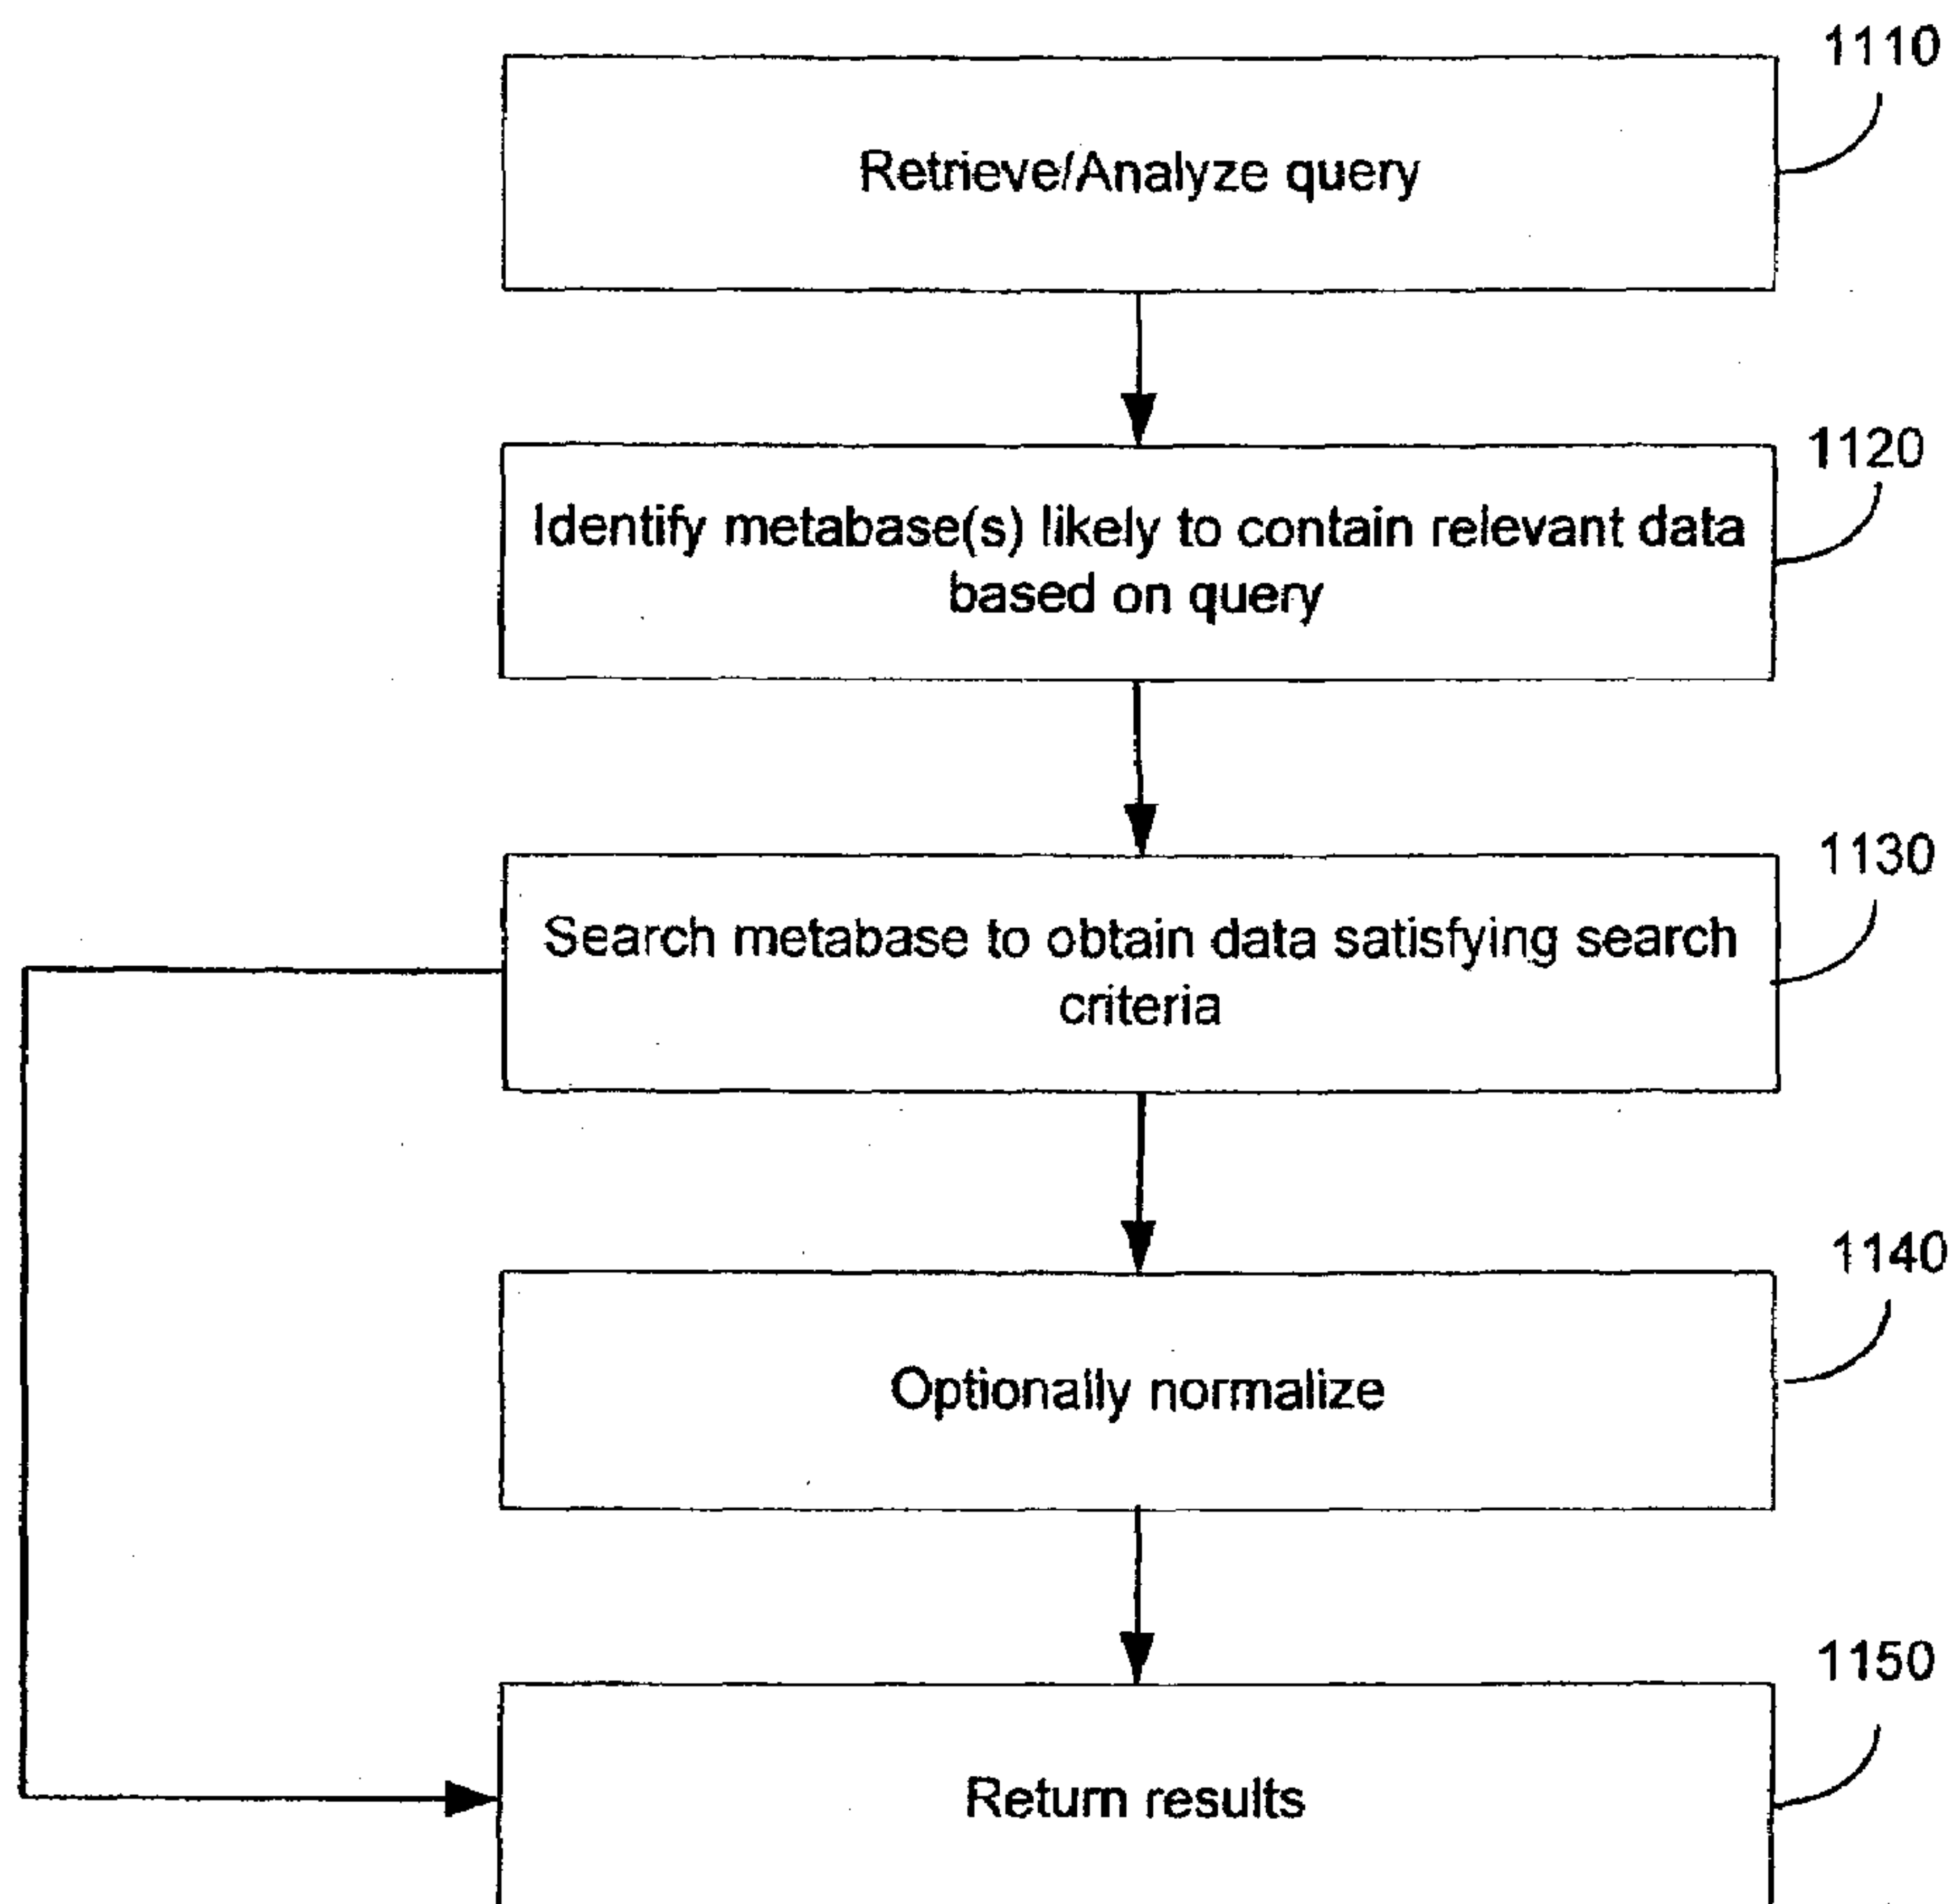 1110
Retrieve/Analyze query
1120
Identify metabase(s) likely to contain relevant data
based on query
1130
Search metabase to obtain data satisfying search
criteria
1140
Optionally normalize
1150
Return results